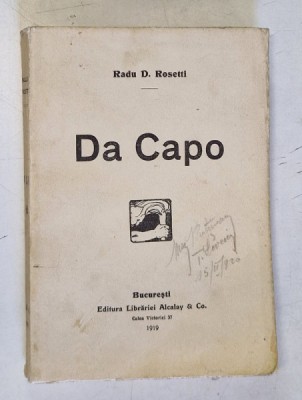 Radu D. Rosetti
Da Capo
București
Editura Librăriei Alcalay & Co.
Calea Victoriei 37
1919